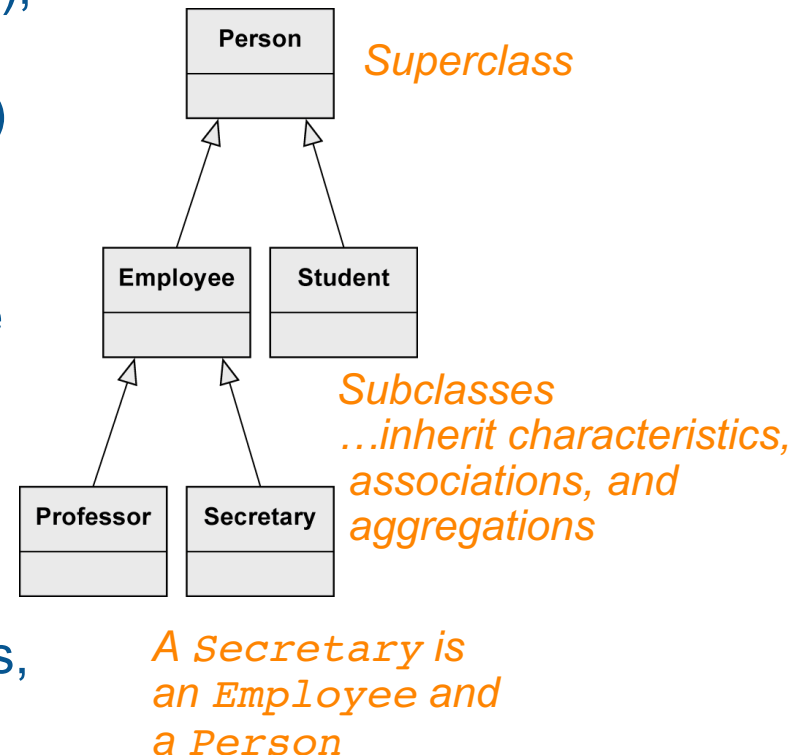 ),
Person
Superclass
)
Employee
Student
e
Subclasses
…inherit characteristics,
associations, and
aggregations
Professor
Secretary
s,
A Secretary is
an Employee and
a Person